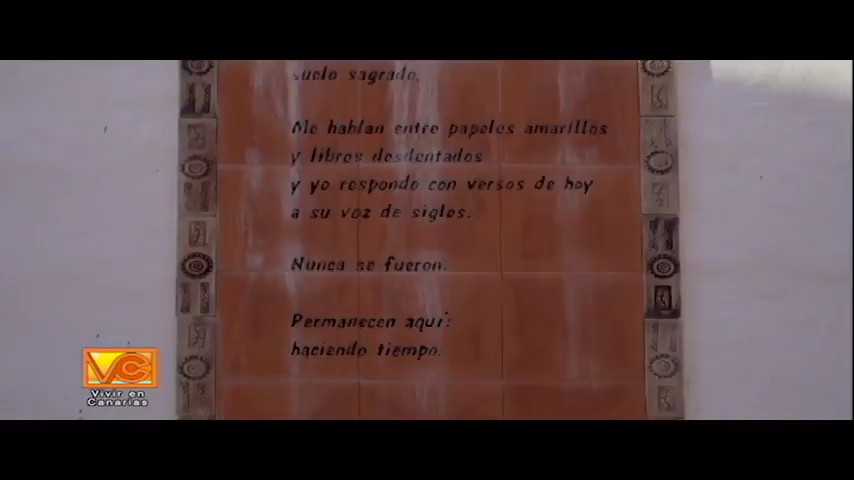 suelo sagrado,
Me hablan entre papeles amarillos
y libros desdentados
y yo respondo con versos de hoy
a su voz de siglos.
Nunca se fueron.
Permanecen aquí:
haciendo tiempo.
VC
Vivir en
Canarias